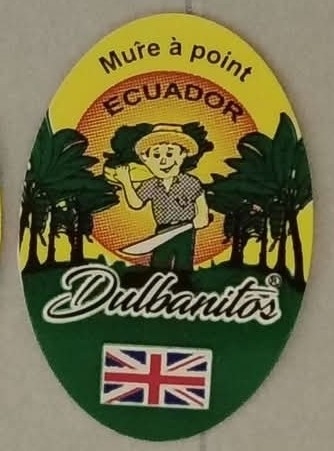 Mûre à point
ECUADOR
Dulbanitos®